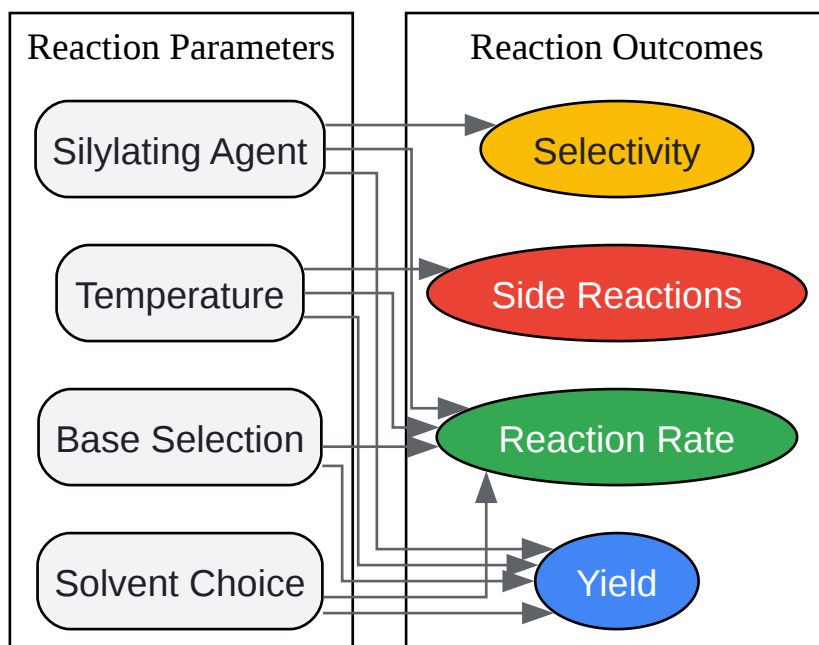 Reaction Parameters
Reaction Outcomes
Silylating Agent
Selectivity
Temperature
Side Reactions
Base Selection
Reaction Rate
Solvent Choice
Yield